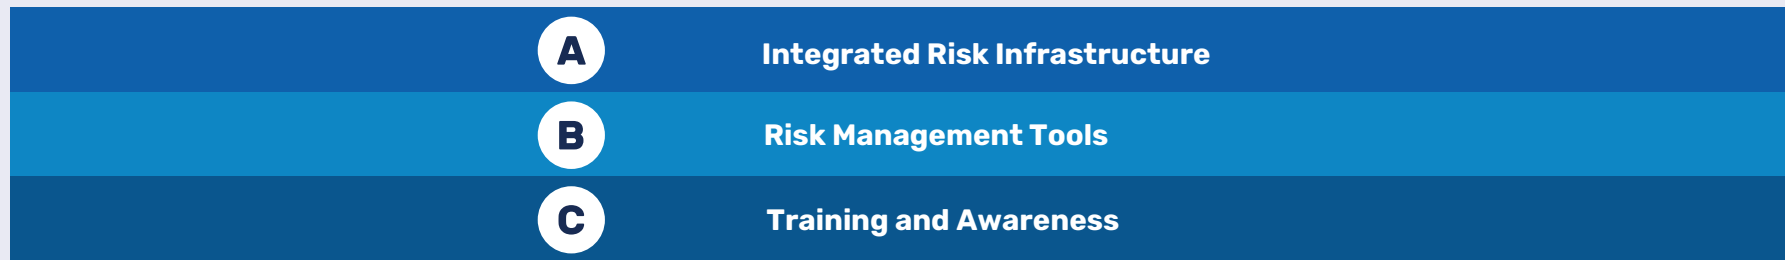 A Integrated Risk Infrastructure
B Risk Management Tools
C Training and Awareness